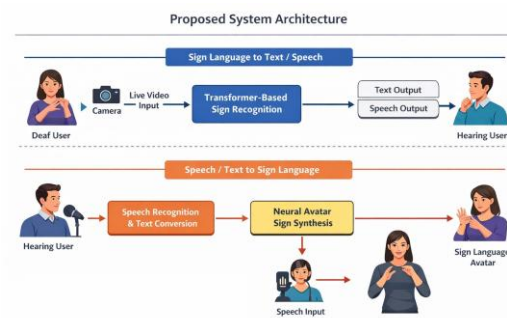 Proposed System Architecture
Sign Language to Text / Speech
Deaf User
Camera
Live Video
Input
Transformer-Based
Sign Recognition
Text Output
Speech Output
Hearing User
Speech / Text to Sign Language
Hearing User
Speech Recognition
& Text Conversion
Neural Avatar
Sign Synthesis
Speech Input
Sign Language
Avatar